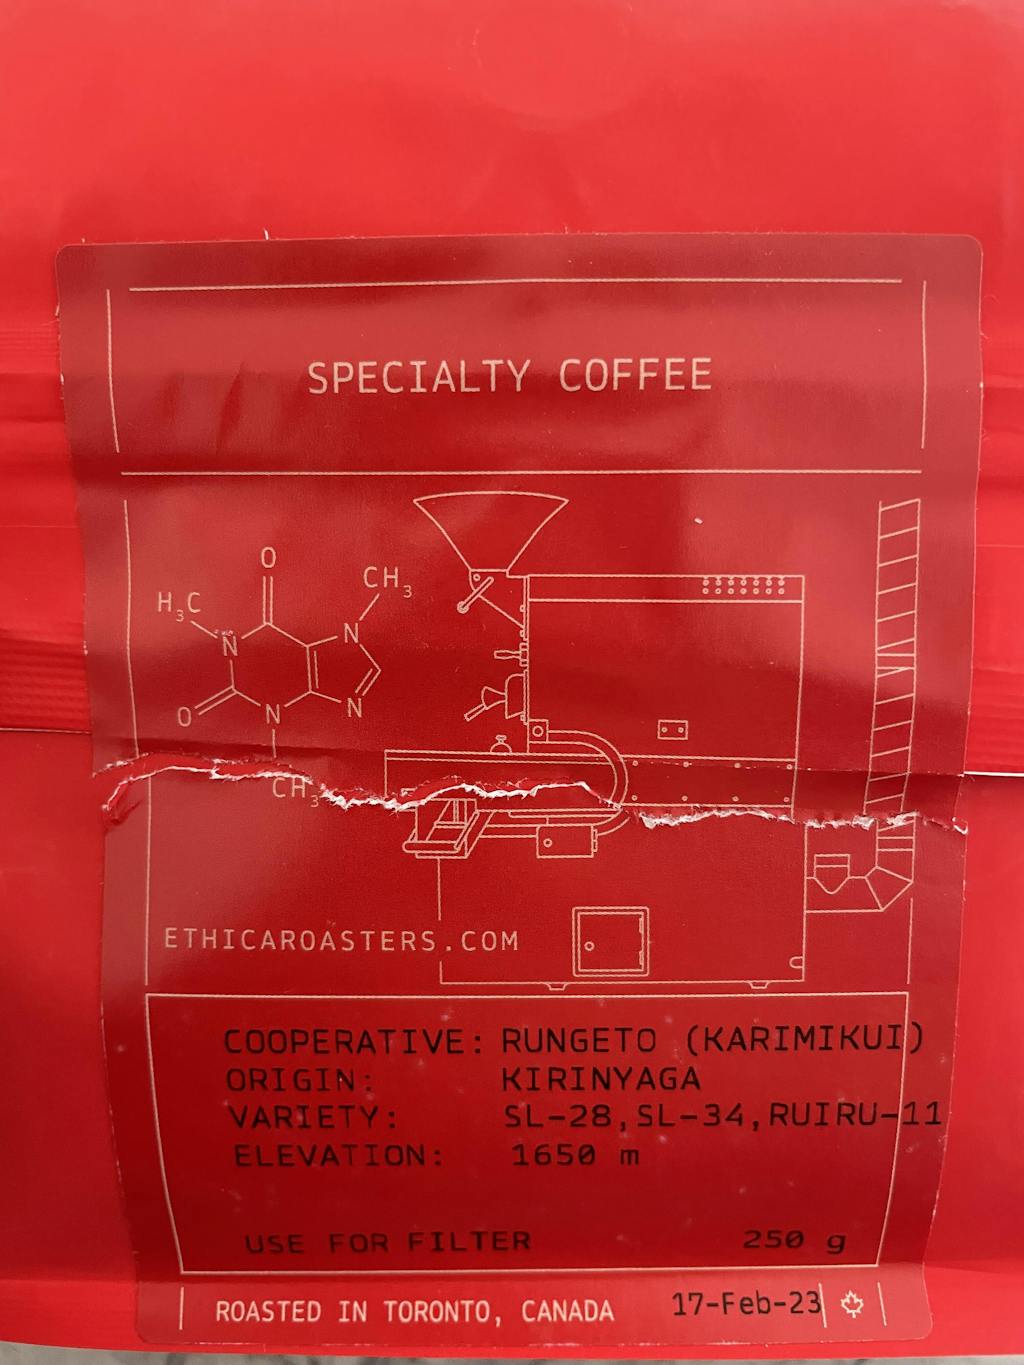 SPECIALTY COFFEE
O
CH₃
H₃C
N
N
O
N
N
CH₃
ETHICAROASTERS.COM
COOPERATIVE: RUNGETO (KARIMIKUI)
ORIGIN: KIRINYAGA
VARIETY: SL-28,SL-34,RUIRU-11
ELEVATION: 1650 m
USE FOR FILTER 250 g
ROASTED IN TORONTO, CANADA 17-Feb-23